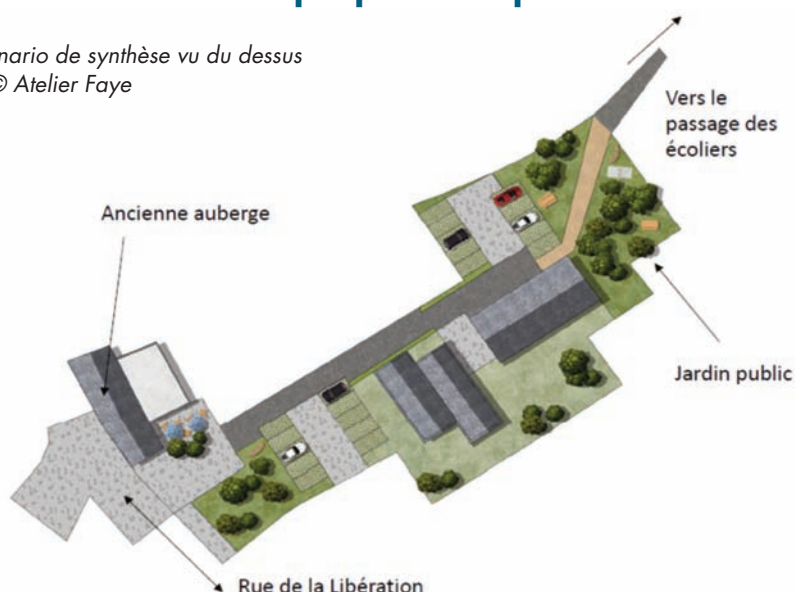 nario de synthèse vu du dessus
© Atelier Faye
Vers le
passage des
écoliers
Ancienne auberge
Jardin public
Rue de la Libération